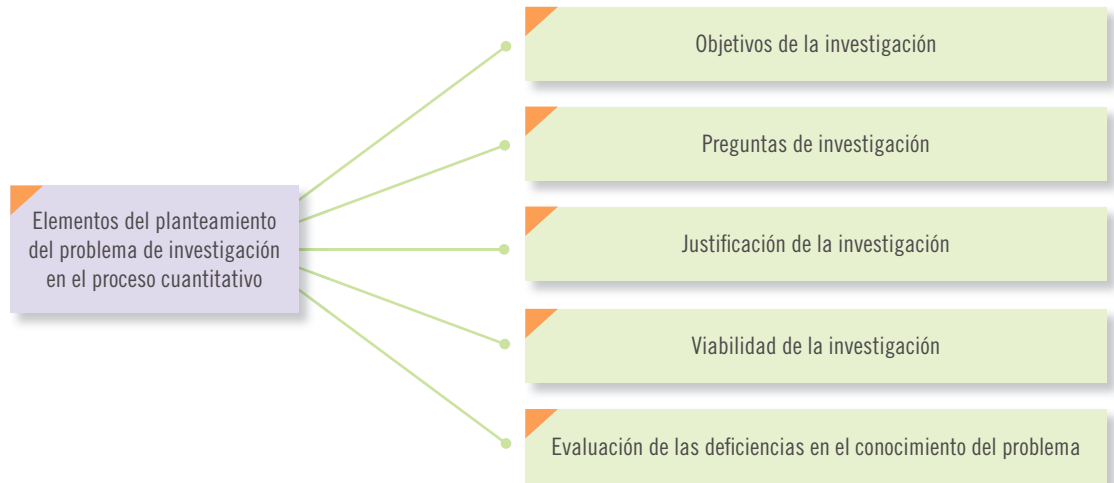 Elementos del planteamiento
del problema de investigación
en el proceso cuantitativo
Objetivos de la investigación
Preguntas de investigación
Justificación de la investigación
Viabilidad de la investigación
Evaluación de las deficiencias en el conocimiento del problema